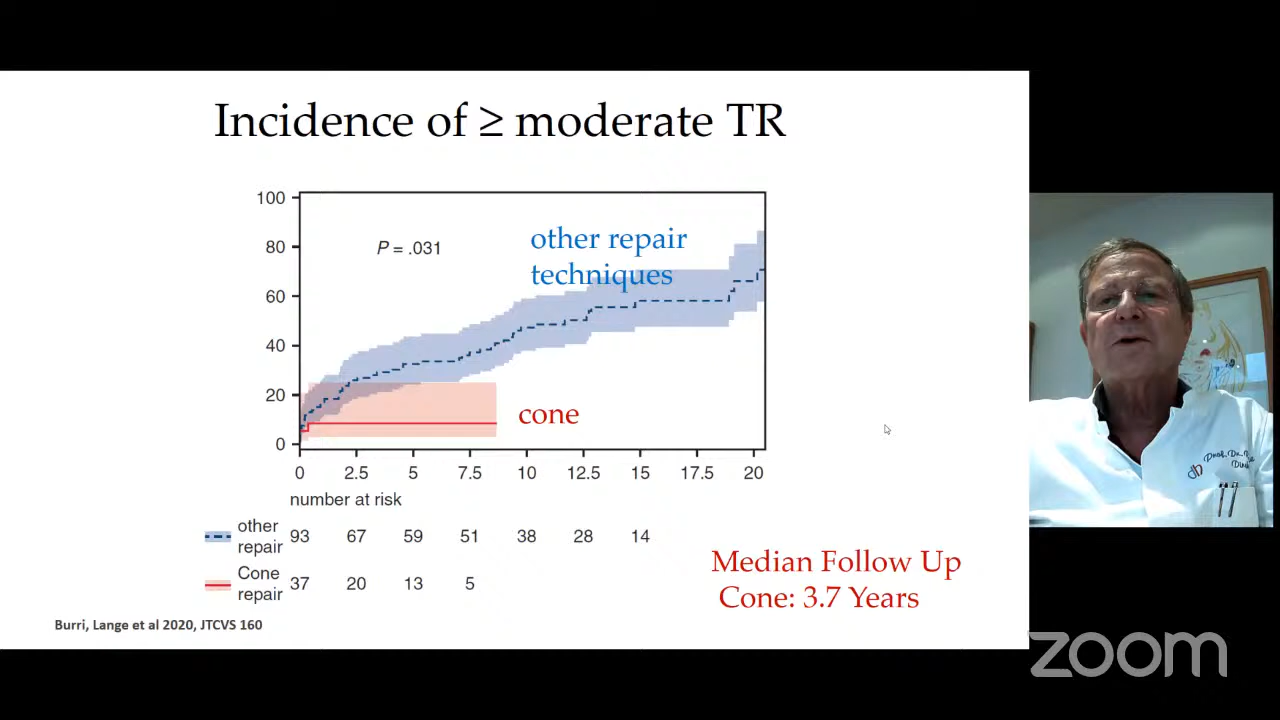 Incidence of ≥ moderate TR
100
80
60
40
20
0
P = .031
other repair
techniques
cone
0 2.5 5 7.5 10 12.5 15 17.5 20
number at risk
other
repair 93 67 59 51 38 28 14
Cone
repair 37 20 13 5
Median Follow Up
Cone: 3.7 Years
Burri, Lange et al 2020, JTCVS 160
Prof. Dr.
zoom